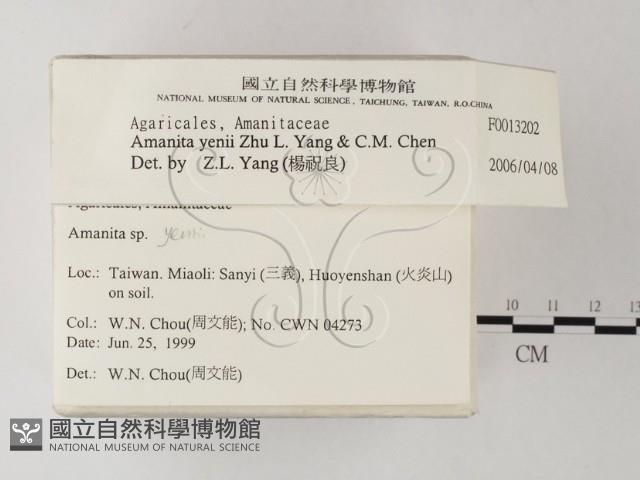 國立自然科學博物館
NATIONAL MUSEUM OF NATURAL SCIENCE, TAICHUNG, TAIWAN, R.O.CHINA
Agaricales, Amanitaceae F0013202
Amanita yenii Zhu L. Yang & C.M. Chen
Det. by Z.L. Yang (楊祝良) 2006/04/08
Agaricales, Amanitaceae
Amanita sp. yenii
Loc.: Taiwan. Miaoli: Sanyi (三義), Huoyenshan (火炎山)
on soil.
Col.: W.N. Chou(周文能); No. CWN 04273
Date: Jun. 25, 1999
Det.: W.N. Chou(周文能)
10 11 12 13
CM
國立自然科學博物館
NATIONAL MUSEUM OF NATURAL SCIENCE